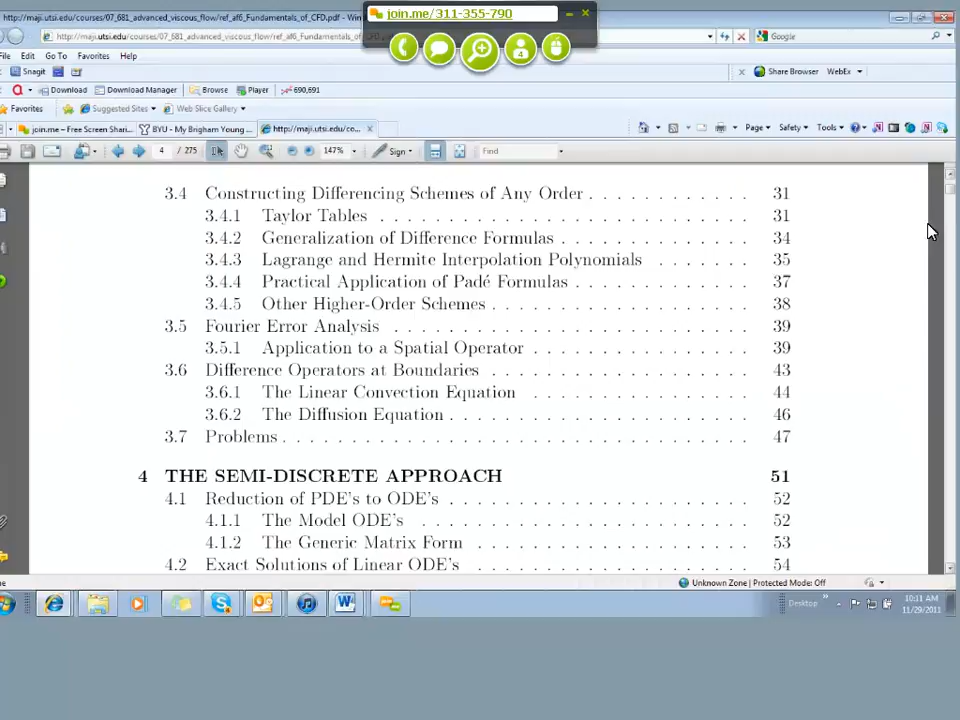 http://maji.utsi.edu/courses/07_681_advanced_viscous_flow/ref_af6_Fundamentals_of_CFD.pdf - Win
join.me/311-355-790
http://maji.utsi.edu/courses/07_681_advanced_viscous_flow/ref_af6_Fundamentals_of_CFD.
Google
File Edit Go To Favorites Help
Snagit
Share Browser WebEx
Download Download Manager Browse Player 690,691
Favorites Suggested Sites Web Slice Gallery
join.me – Free Screen Shari... BYU - My Brigham Young ... http://maji.utsi.edu/co...
Page Safety Tools
4 / 275 147% Sign Find
3.4 Constructing Differencing Schemes of Any Order . . . . . . . . . . . . 31
3.4.1 Taylor Tables . . . . . . . . . . . . . . . . . . . . . . . . . . 31
3.4.2 Generalization of Difference Formulas . . . . . . . . . . . . . 34
3.4.3 Lagrange and Hermite Interpolation Polynomials . . . . . . 35
3.4.4 Practical Application of Padé Formulas . . . . . . . . . . . . . 37
3.4.5 Other Higher-Order Schemes . . . . . . . . . . . . . . . . . . 38
3.5 Fourier Error Analysis . . . . . . . . . . . . . . . . . . . . . . . . 39
3.5.1 Application to a Spatial Operator . . . . . . . . . . . . . . . 39
3.6 Difference Operators at Boundaries . . . . . . . . . . . . . . . . . . 43
3.6.1 The Linear Convection Equation . . . . . . . . . . . . . . . 44
3.6.2 The Diffusion Equation . . . . . . . . . . . . . . . . . . . . 46
3.7 Problems . . . . . . . . . . . . . . . . . . . . . . . . . . . . . . 47
4 THE SEMI-DISCRETE APPROACH 51
4.1 Reduction of PDE's to ODE's . . . . . . . . . . . . . . . . . . . . 52
4.1.1 The Model ODE's . . . . . . . . . . . . . . . . . . . . . . . 52
4.1.2 The Generic Matrix Form . . . . . . . . . . . . . . . . . . . 53
4.2 Exact Solutions of Linear ODE's . . . . . . . . . . . . . . . . . . . 54
Unknown Zone | Protected Mode: Off
Desktop
10:11 AM
11/29/2011